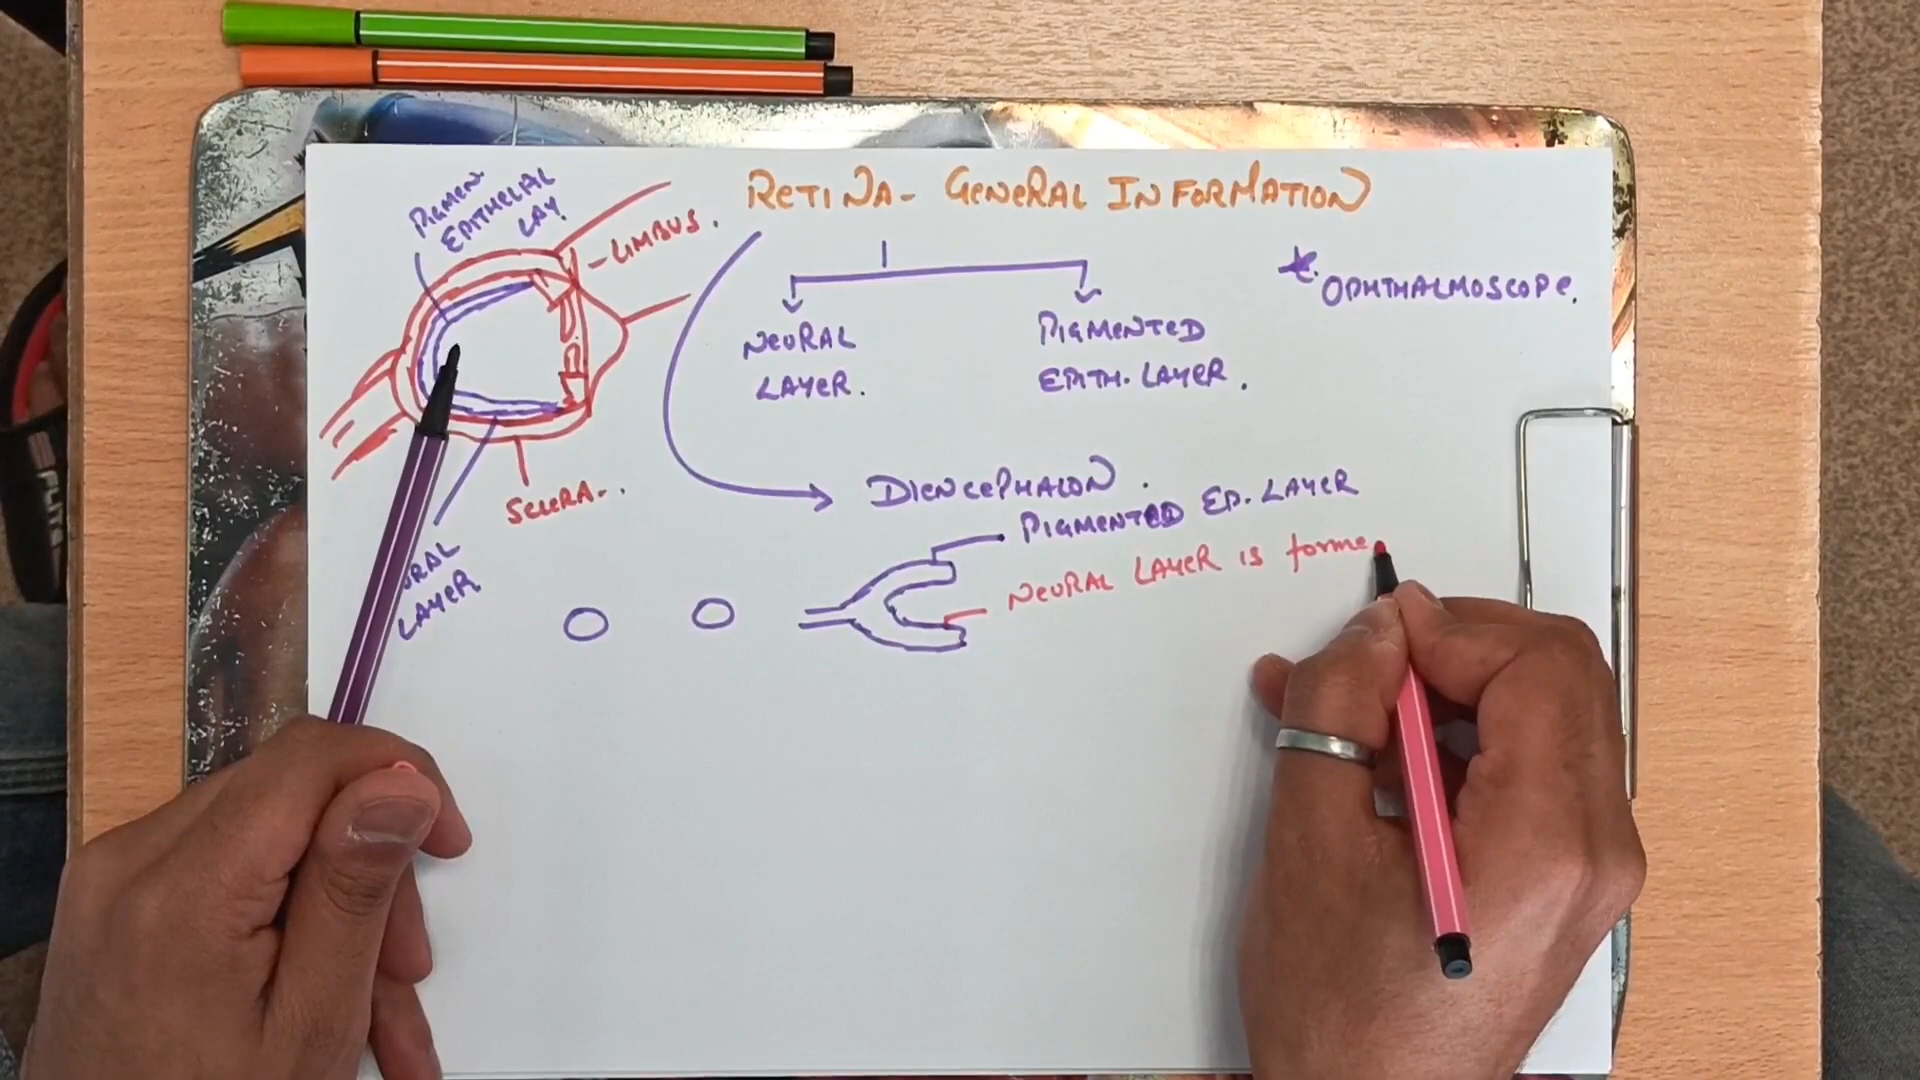 RETINA- GENERAL INFORMATION
PIGMEN.
EPITHELIAL
LAY.
-LIMBUS.
OPHTHALMOSCOPE.
NEURAL
LAYER.
PIGMENTED
EPITH. LAYER.
SCLERA-.
DIENCEPHALON.
PIGMENTED EP. LAYER
NEURAL LAYER is forme
LAYER